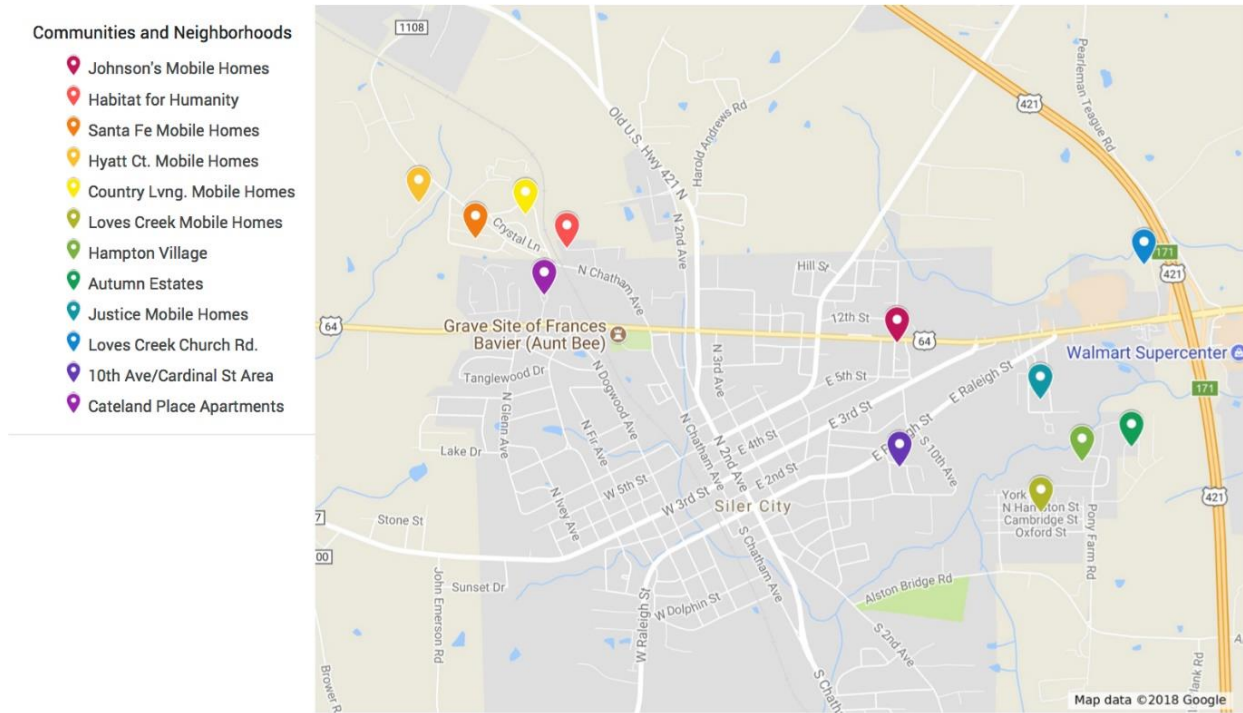 Communities and Neighborhoods
Johnson's Mobile Homes
Habitat for Humanity
Santa Fe Mobile Homes
Hyatt Ct. Mobile Homes
Country Lvng. Mobile Homes
Loves Creek Mobile Homes
Hampton Village
Autumn Estates
Justice Mobile Homes
Loves Creek Church Rd.
10th Ave/Cardinal St Area
Cateland Place Apartments
1108
Old U.S. Hwy 421 N
Harold Andrews Rd
Pearleman Teague Rd
421
N 2nd Ave
Crystal Ln
N Chatham Ave
Hill St
171
421
64
12th St
64
Grave Site of Frances
Bavier (Aunt Bee)
Walmart Supercenter
Tanglewood Dr
N Glenn Ave
N Dogwood Ave
N Fir Ave
N 3rd Ave
E 5th St
E 3rd St
E Raleigh St
171
N Chatham Ave
N 2nd Ave
E 4th St
E 2nd St
S 10th Ave
Lake Dr
N Ivey Ave
W 5th St
W 3rd St
Siler City
York
Cambridge St
Oxford St
Pony Farm Rd
421
7
Stone St
00
Sunset Dr
John Emerson Rd
W Raleigh St
W Dolphin St
S Chatham Ave
Alston Bridge Rd
S 2nd Ave
Brower R
S Chath
Map data ©2018 Google